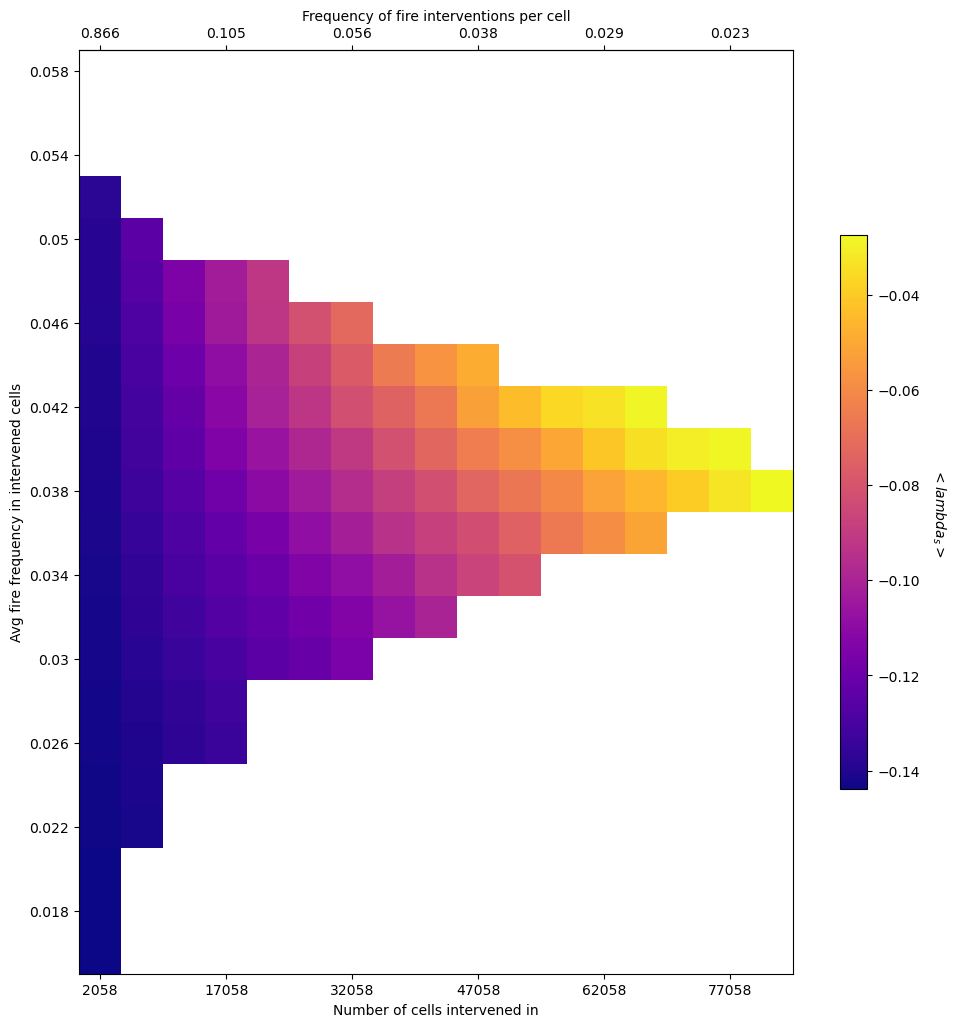 Frequency of fire interventions per cell
0.866 0.105 0.056 0.038 0.029 0.023
0.058
0.054
0.05
0.046
0.042
0.038
0.034
0.03
0.026
0.022
0.018
Avg fire frequency in intervened cells
2058 17058 32058 47058 62058 77058
Number of cells intervened in
−0.04
−0.06
−0.08
−0.10
−0.12
−0.14
<lambda_s>